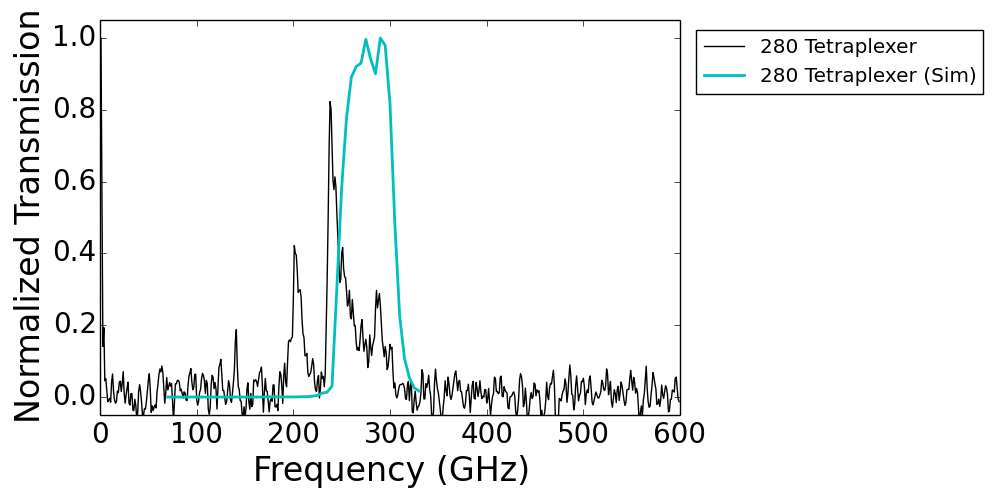 Normalized Transmission
1.0
0.8
0.6
0.4
0.2
0.0
0 100 200 300 400 500 600
Frequency (GHz)
280 Tetraplexer
280 Tetraplexer (Sim)